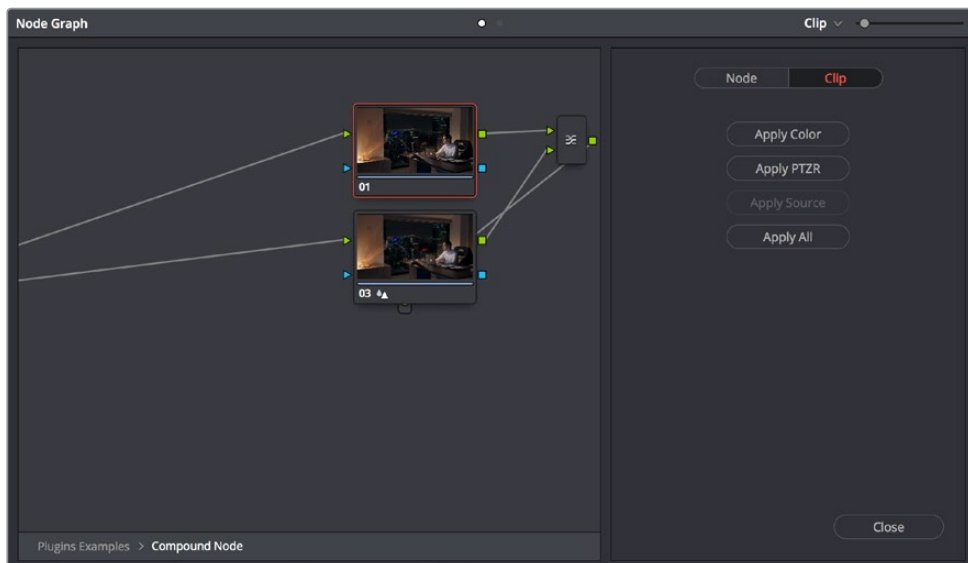 Node Graph
Clip
Node
Clip
Apply Color
Apply PTZR
Apply Source
Apply All
01
03
Close
Plugins Examples > Compound Node